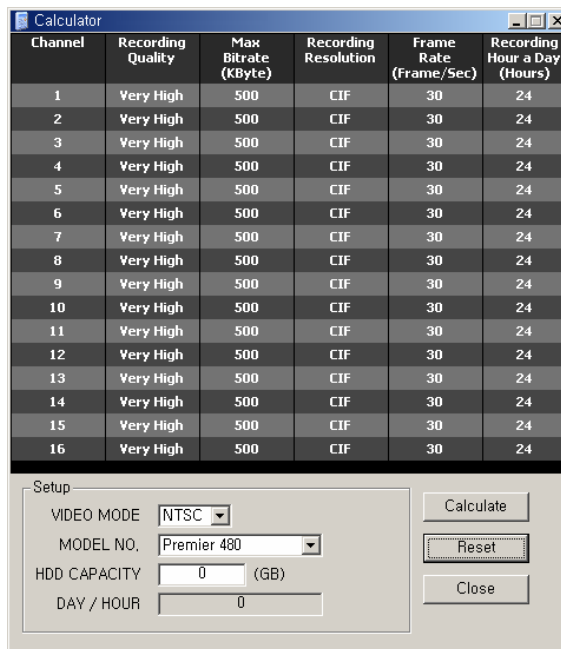 Calculator
Channel Recording Quality Max Bitrate (KByte) Recording Resolution Frame Rate (Frame/Sec) Recording Hour a Day (Hours)
1 Very High 500 CIF 30 24
2 Very High 500 CIF 30 24
3 Very High 500 CIF 30 24
4 Very High 500 CIF 30 24
5 Very High 500 CIF 30 24
6 Very High 500 CIF 30 24
7 Very High 500 CIF 30 24
8 Very High 500 CIF 30 24
9 Very High 500 CIF 30 24
10 Very High 500 CIF 30 24
11 Very High 500 CIF 30 24
12 Very High 500 CIF 30 24
13 Very High 500 CIF 30 24
14 Very High 500 CIF 30 24
15 Very High 500 CIF 30 24
16 Very High 500 CIF 30 24
Setup
VIDEO MODE NTSC
MODEL NO. Premier 480
HDD CAPACITY 0 (GB)
DAY / HOUR 0
Calculate
Reset
Close